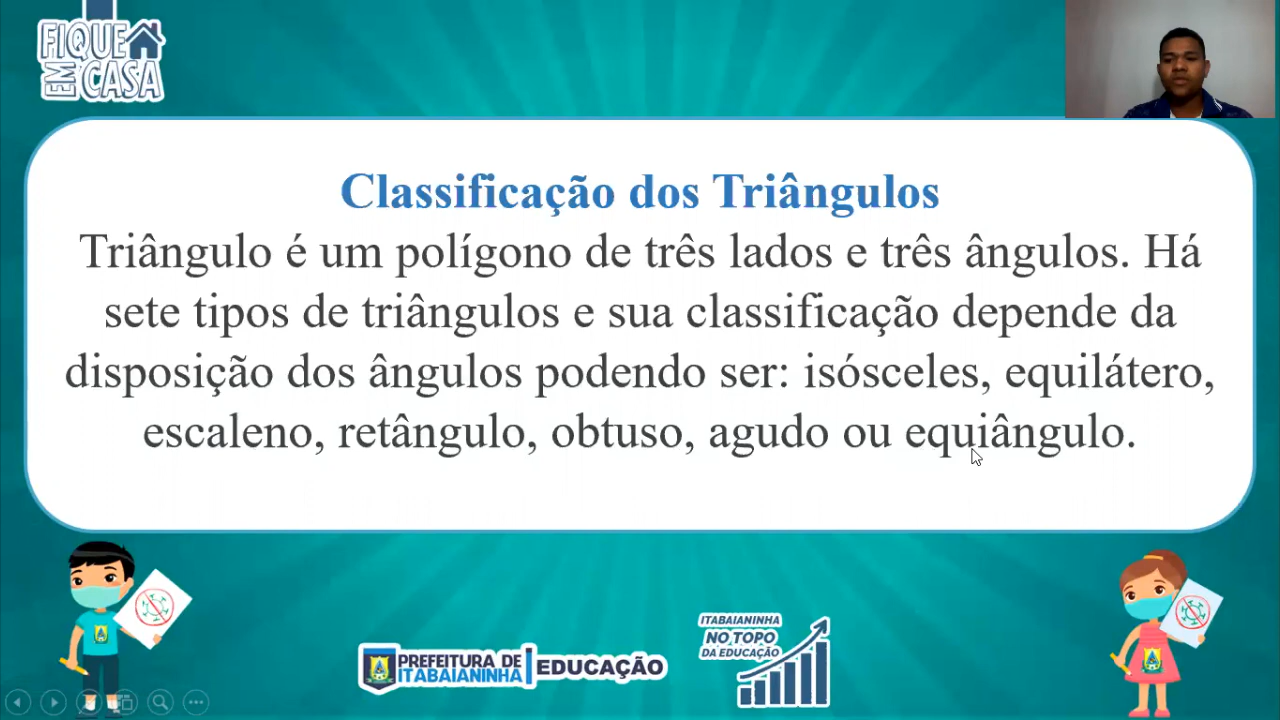 FIQUE
EM CASA
Classificação dos Triângulos
Triângulo é um polígono de três lados e três ângulos. Há
sete tipos de triângulos e sua classificação depende da
disposição dos ângulos podendo ser: isósceles, equilátero,
escaleno, retângulo, obtuso, agudo ou equiângulo.
PREFEITURA DE
ITABAIANINHA
EDUCAÇÃO
ITABAIANINHA
NO TOPO
DA EDUCAÇÃO